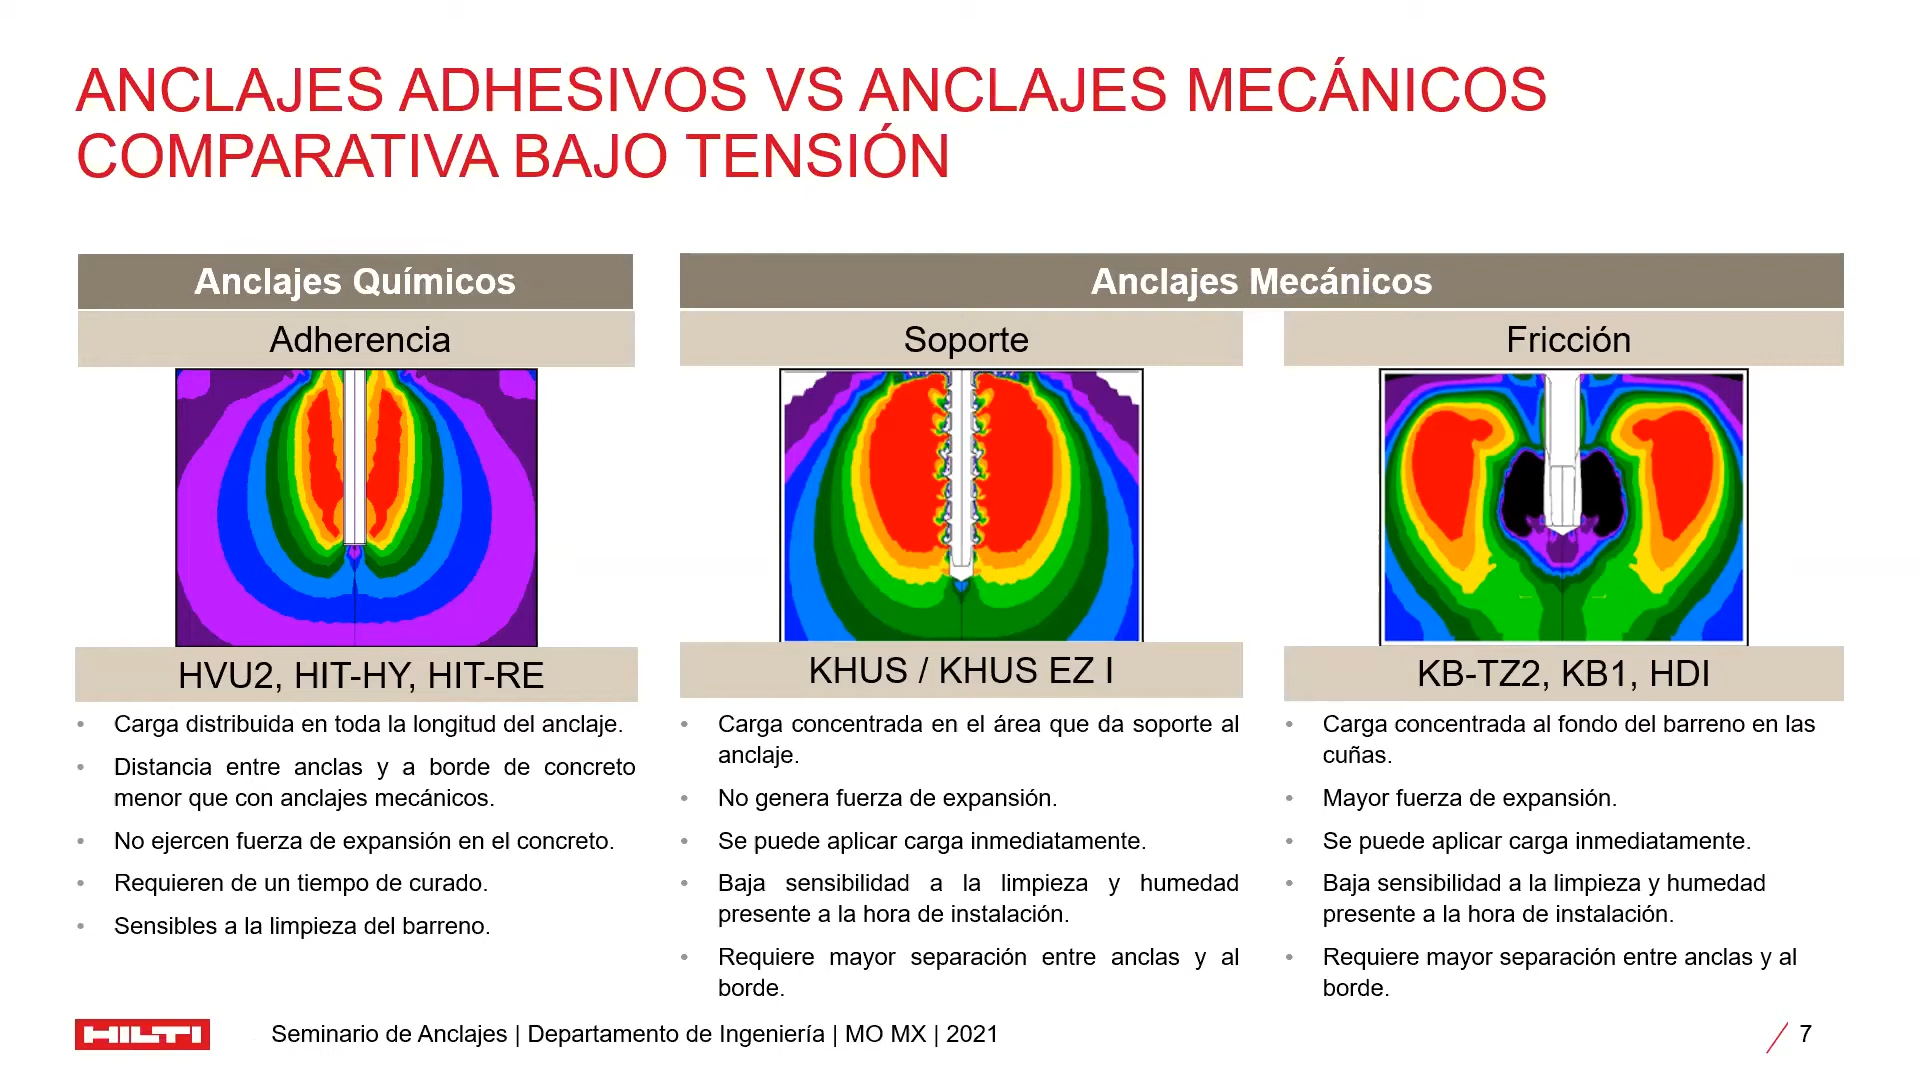 ANCLAJES ADHESIVOS VS ANCLAJES MECÁNICOS
COMPARATIVA BAJO TENSIÓN
Anclajes Químicos
Adherencia
HVU2, HIT-HY, HIT-RE
• Carga distribuida en toda la longitud del anclaje.
• Distancia entre anclas y a borde de concreto
menor que con anclajes mecánicos.
• No ejercen fuerza de expansión en el concreto.
• Requieren de un tiempo de curado.
• Sensibles a la limpieza del barreno.
Anclajes Mecánicos
Soporte
KHUS / KHUS EZ I
• Carga concentrada en el área que da soporte al
anclaje.
• No genera fuerza de expansión.
• Se puede aplicar carga inmediatamente.
• Baja sensibilidad a la limpieza y humedad
presente a la hora de instalación.
• Requiere mayor separación entre anclas y al
borde.
Fricción
KB-TZ2, KB1, HDI
• Carga concentrada al fondo del barreno en las
cuñas.
• Mayor fuerza de expansión.
• Se puede aplicar carga inmediatamente.
• Baja sensibilidad a la limpieza y humedad
presente a la hora de instalación.
• Requiere mayor separación entre anclas y al
borde.
HILTI
Seminario de Anclajes | Departamento de Ingeniería | MO MX | 2021
7